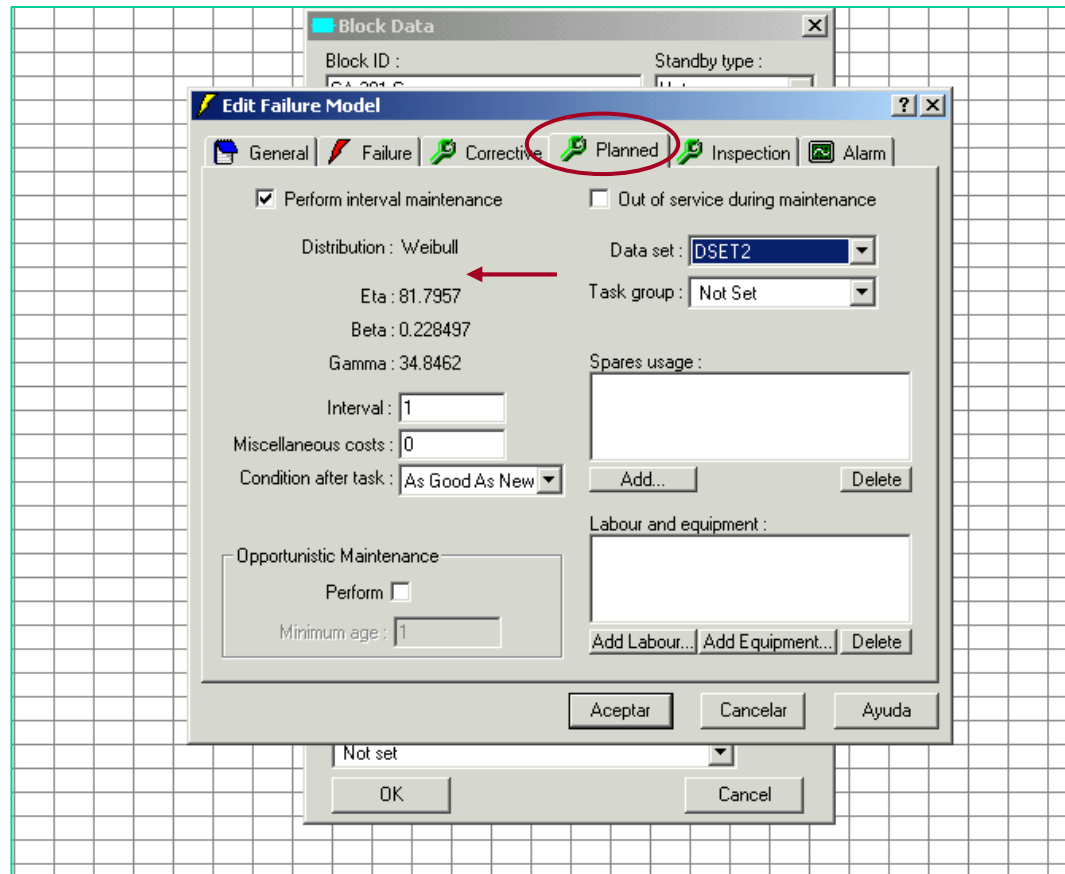 Block Data
Block ID :
Standby type :
Edit Failure Model
General Failure Corrective Planned Inspection Alarm
Perform interval maintenance
Out of service during maintenance
Distribution : Weibull
Data set : DSET2
Eta : 81.7957
Task group : Not Set
Beta : 0.228497
Gamma : 34.8462
Spares usage :
Interval : 1
Miscellaneous costs : 0
Condition after task : As Good As New
Add... Delete
Labour and equipment :
Opportunistic Maintenance
Perform
Minimum age : 1
Add Labour... Add Equipment... Delete
Aceptar Cancelar Ayuda
Not set
OK Cancel